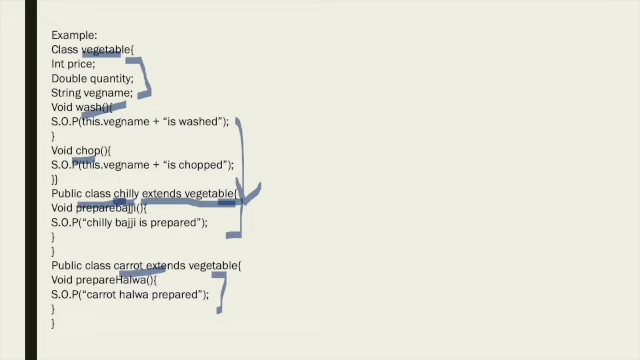 Example:
Class vegetable{
Int price;
Double quantity;
String vegname;
Void wash(){
S.O.P(this.vegname + “is washed”);
}
Void chop(){
S.O.P(this.vegname + “is chopped”);
}}
Public class chilly extends vegetable{
Void preparebajji(){
S.O.P(“chilly bajji is prepared”);
}
}
Public class carrot extends vegetable{
Void prepareHalwa(){
S.O.P(“carrot halwa prepared”);
}
}